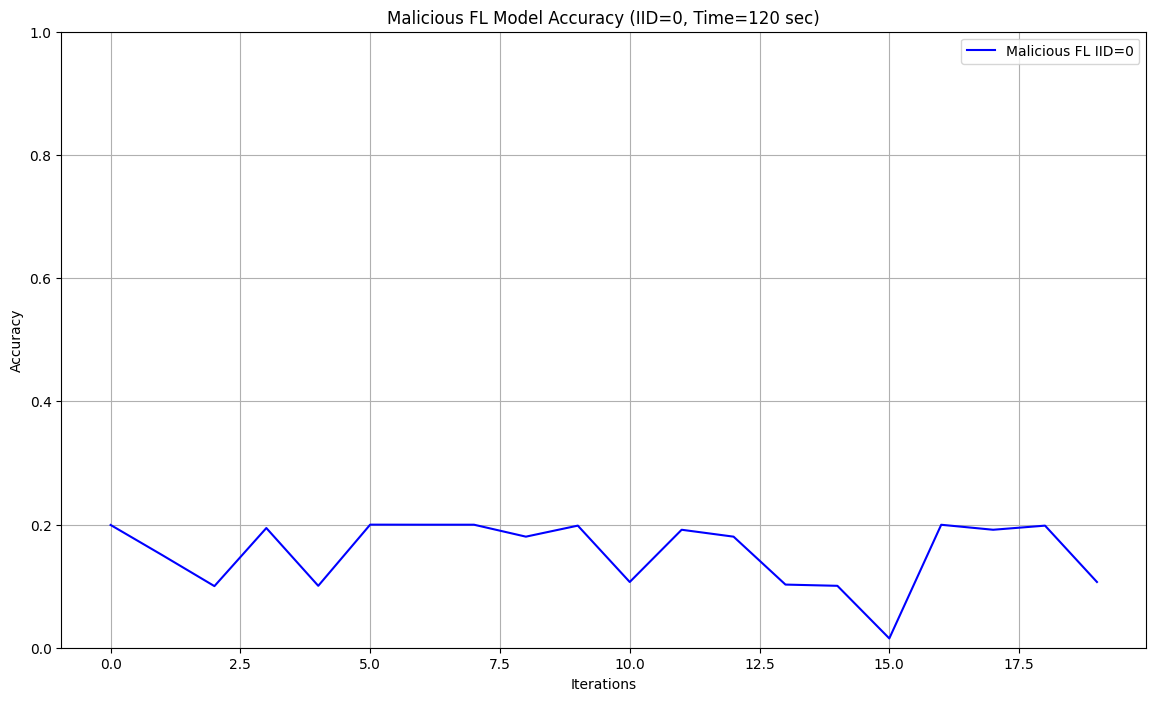 Malicious FL Model Accuracy (IID=0, Time=120 sec)
Malicious FL IID=0
Accuracy
1.0
0.8
0.6
0.4
0.2
0.0
0.0 2.5 5.0 7.5 10.0 12.5 15.0 17.5
Iterations